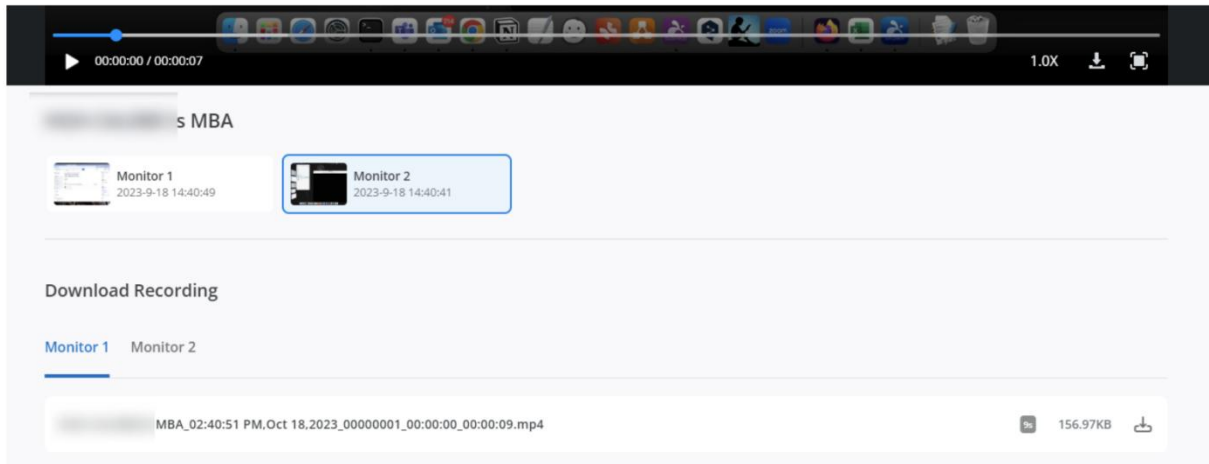 00:00:00 / 00:00:07 1.0X
s MBA
Monitor 1
2023-9-18 14:40:49
Monitor 2
2023-9-18 14:40:41
Download Recording
Monitor 1 Monitor 2
MBA_02:40:51 PM,Oct 18,2023_00000001_00:00:00_00:00:09.mp4 9s 156.97KB